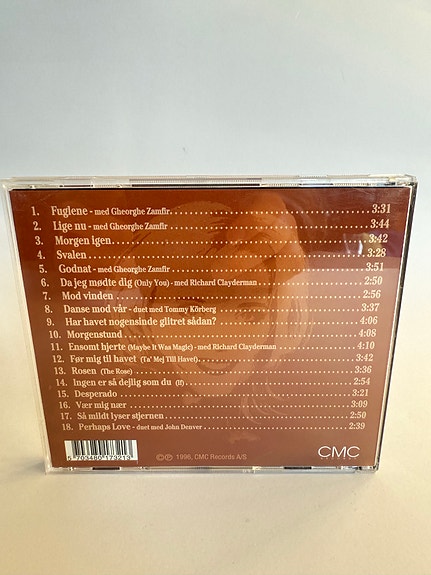 1. Fuglene - med Gheorghe Zamfir 3:31
2. Lige nu - med Gheorghe Zamfir 3:44
3. Morgen igen 3:42
4. Svalen 3:28
5. Godnat - med Gheorghe Zamfir 3:51
6. Da jeg mødte dig (Only You) - med Richard Clayderman 2:50
7. Mod vinden 2:56
8. Danse mod vår - duet med Tommy Körberg 3:37
9. Har havet nogensinde glitret sådan? 4:06
10. Morgenstund 4:08
11. Ensomt hjerte (Maybe It Was Magic) - med Richard Clayderman 4:10
12. Før mig til havet (Ta' Mej Till Havet) 3:42
13. Rosen (The Rose) 3:36
14. Ingen er så dejlig som du (If) 2:54
15. Desperado 3:21
16. Vær mig nær 3:09
17. Så mildt lyser stjernen 2:50
18. Perhaps Love - duet med John Denver 2:39
5 703485 173213
©℗ 1996, CMC Records A/S
CMC